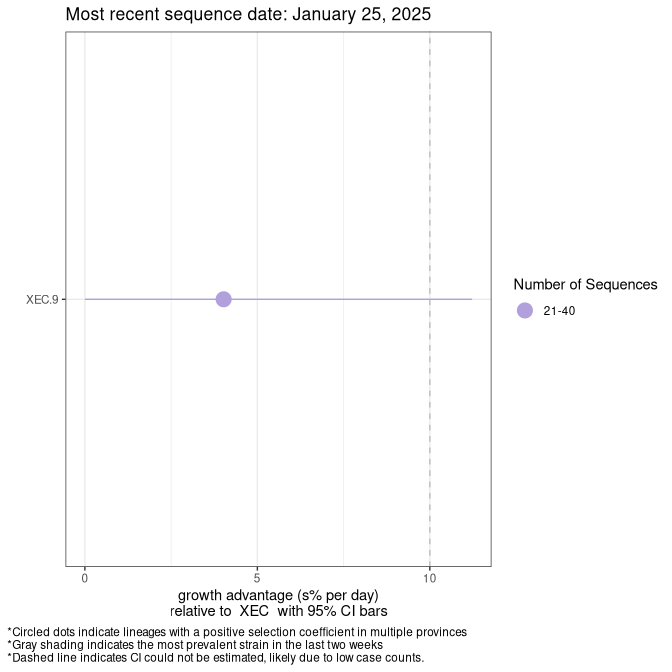 Most recent sequence date: January 25, 2025
XEC.9
Number of Sequences
21-40
0 5 10
growth advantage (s% per day)
relative to XEC with 95% CI bars
*Circled dots indicate lineages with a positive selection coefficient in multiple provinces
*Gray shading indicates the most prevalent strain in the last two weeks
*Dashed line indicates CI could not be estimated, likely due to low case counts.